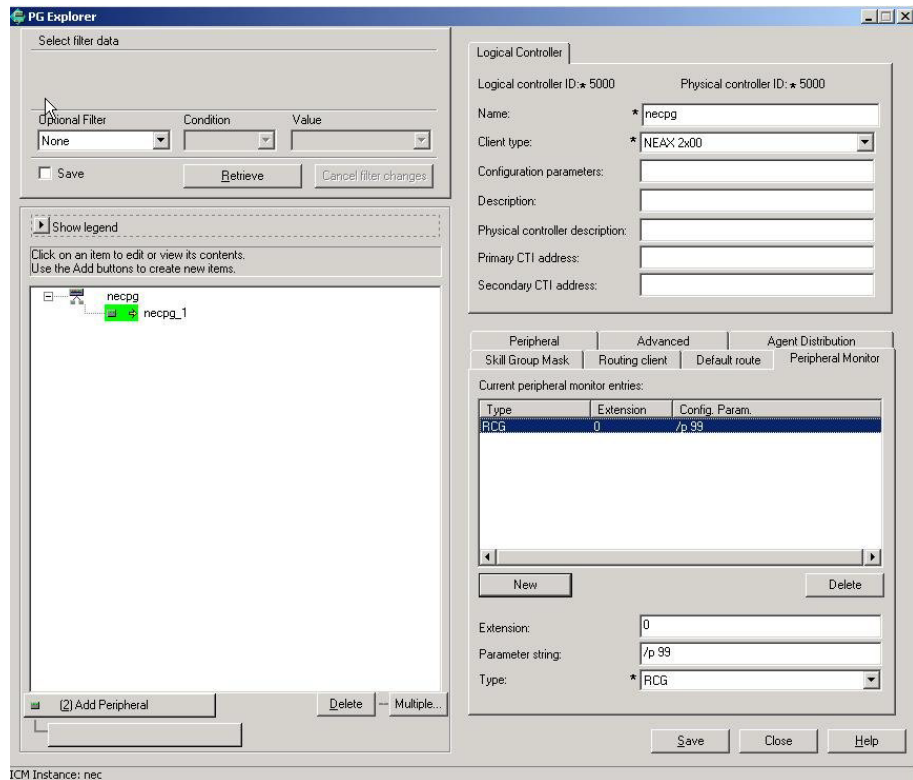 PG Explorer
Select filter data
Optional Filter Condition Value
None
Save Retrieve Cancel filter changes
Show legend
Click on an item to edit or view its contents.
Use the Add buttons to create new items.
necpg
necpg_1
(2) Add Peripheral Delete Multiple...
Logical Controller
Logical controller ID:* 5000 Physical controller ID: * 5000
Name: * necpg
Client type: * NEAX 2x00
Configuration parameters:
Description:
Physical controller description:
Primary CTI address:
Secondary CTI address:
Peripheral Advanced Agent Distribution
Skill Group Mask Routing client Default route Peripheral Monitor
Current peripheral monitor entries:
Type Extension Config. Param.
RCG 0 /p 99
New Delete
Extension: 0
Parameter string: /p 99
Type: * RCG
Save Close Help
ICM Instance: nec